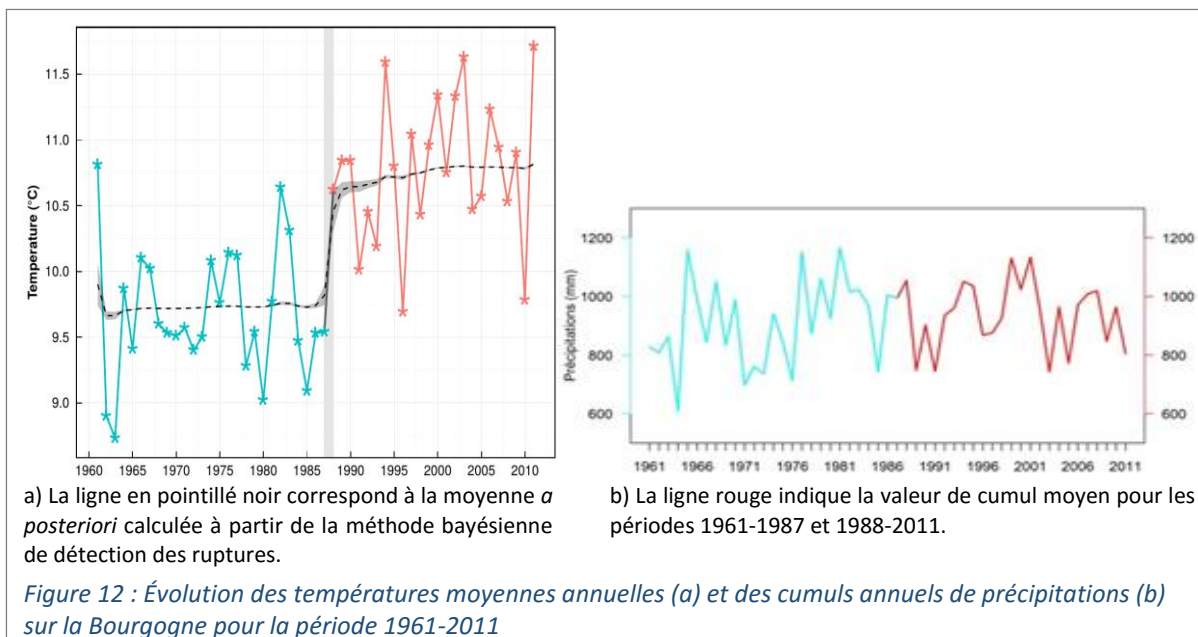 11.5
11.0
10.5
10.0
9.5
9.0
Temperature (°C)
1960 1965 1970 1975 1980 1985 1990 1995 2000 2005 2010
1200
1000
800
600
Précipitations (mm)
1200
1000
800
600
1961 1966 1971 1976 1981 1986 1991 1996 2001 2006 2011
a) La ligne en pointillé noir correspond à la moyenne a
posteriori calculée à partir de la méthode bayésienne
de détection des ruptures.
b) La ligne rouge indique la valeur de cumul moyen pour les
périodes 1961-1987 et 1988-2011.
Figure 12 : Évolution des températures moyennes annuelles (a) et des cumuls annuels de précipitations (b)
sur la Bourgogne pour la période 1961-2011